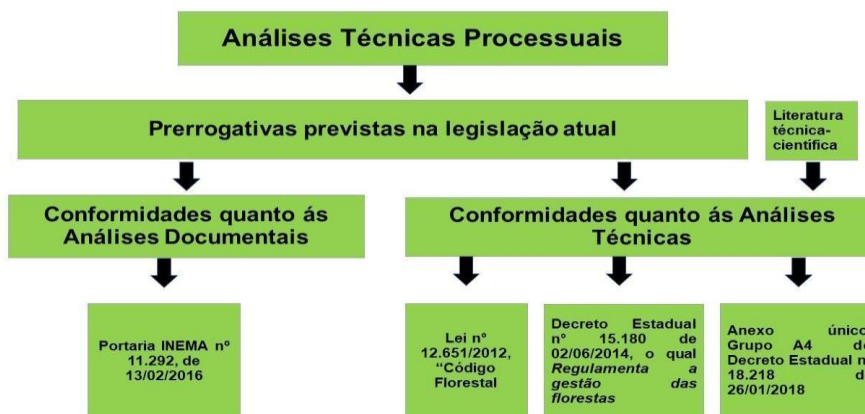 Análises Técnicas Processuais
Prerrogativas previstas na legislação atual
Literatura
técnica-
científica
Conformidades quanto ás
Análises Documentais
Conformidades quanto ás Análises
Técnicas
Portaria INEMA nº
11.292, de
13/02/2016
Lei nº
12.651/2012,
“Código
Florestal
Decreto Estadual
nº 15.180 de
02/06/2014, o qual
Regulamenta a
gestão das
florestas
Anexo único,
Grupo A4
Decreto Estadual
18.218
26/01/2018